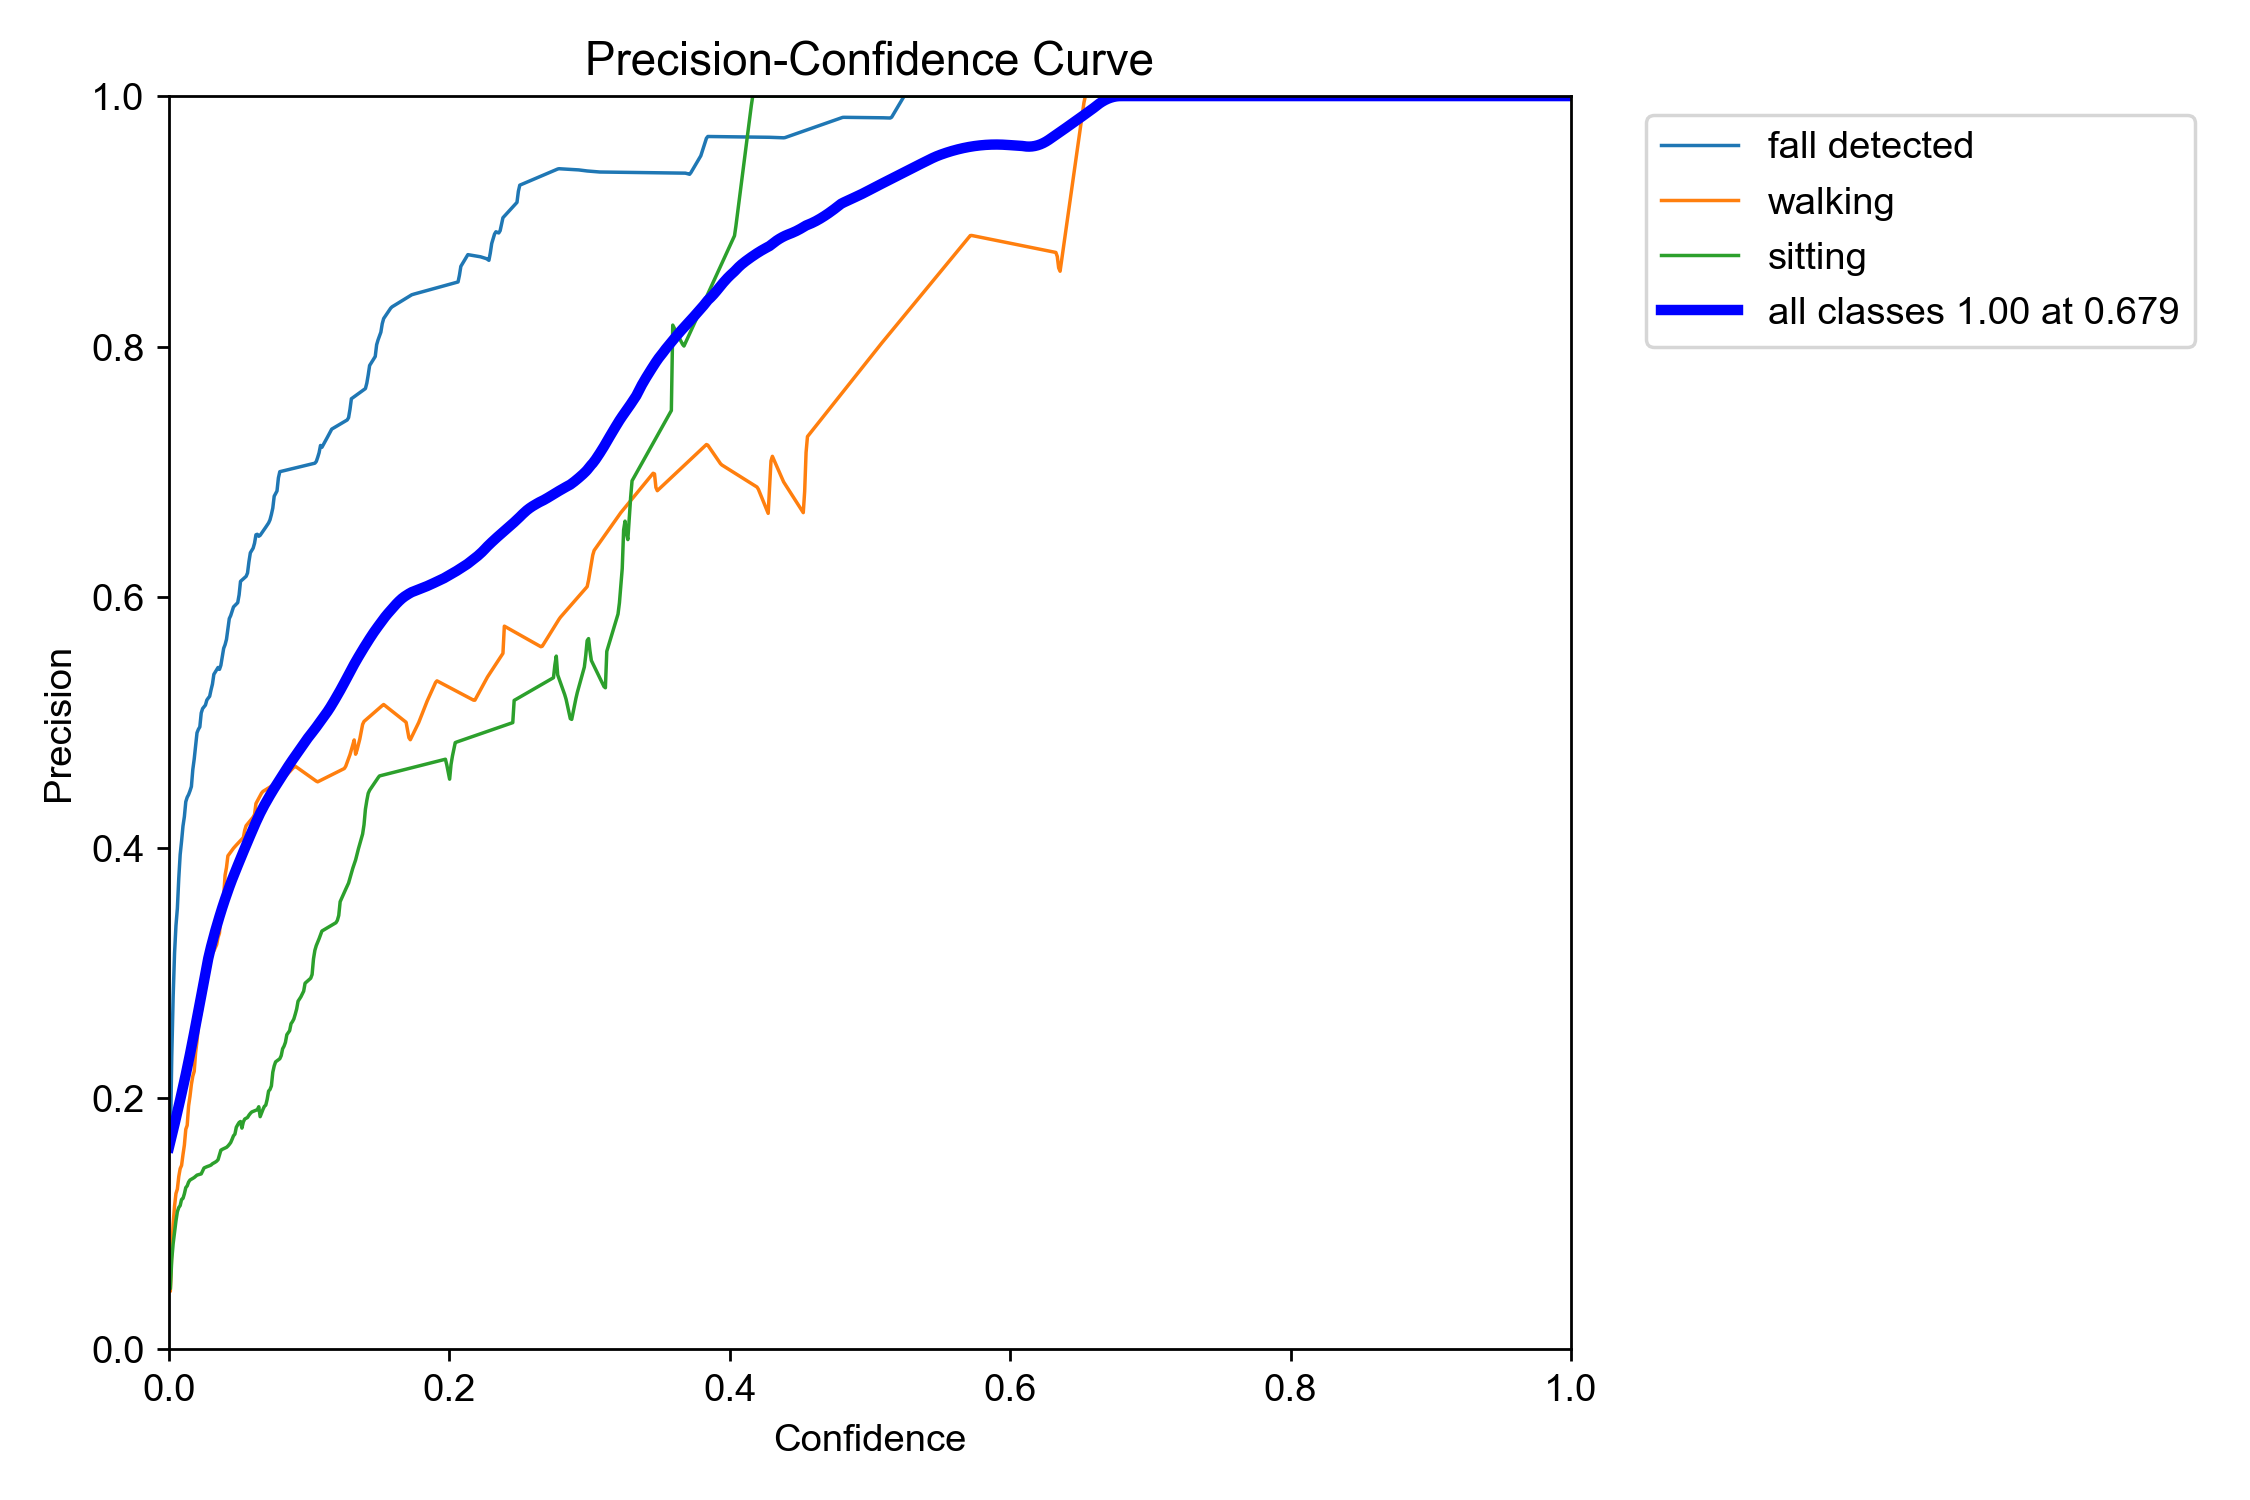 Precision-Confidence Curve
1.0
0.8
0.6
0.4
0.2
0.0
Precision
0.0 0.2 0.4 0.6 0.8 1.0
Confidence
fall detected
walking
sitting
all classes 1.00 at 0.679